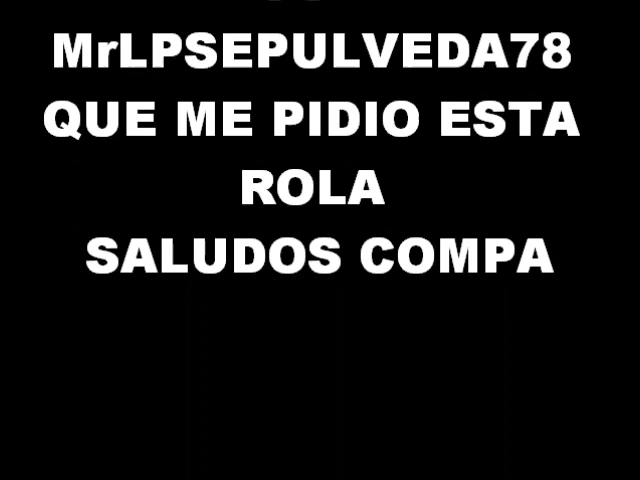 MrLPSEPULVEDA78
QUE ME PIDIO ESTA
ROLA
SALUDOS COMPA